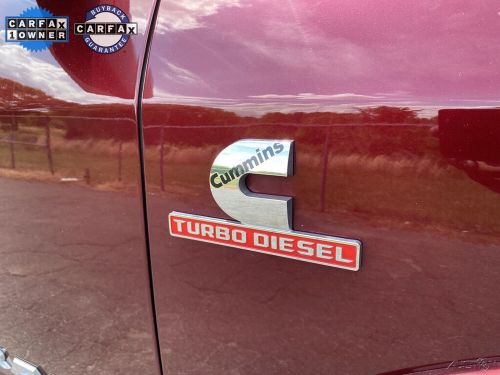 CARFAX
1 OWNER
BUYBACK
CARFAX
GUARANTEE
Cummins
TURBO DIESEL